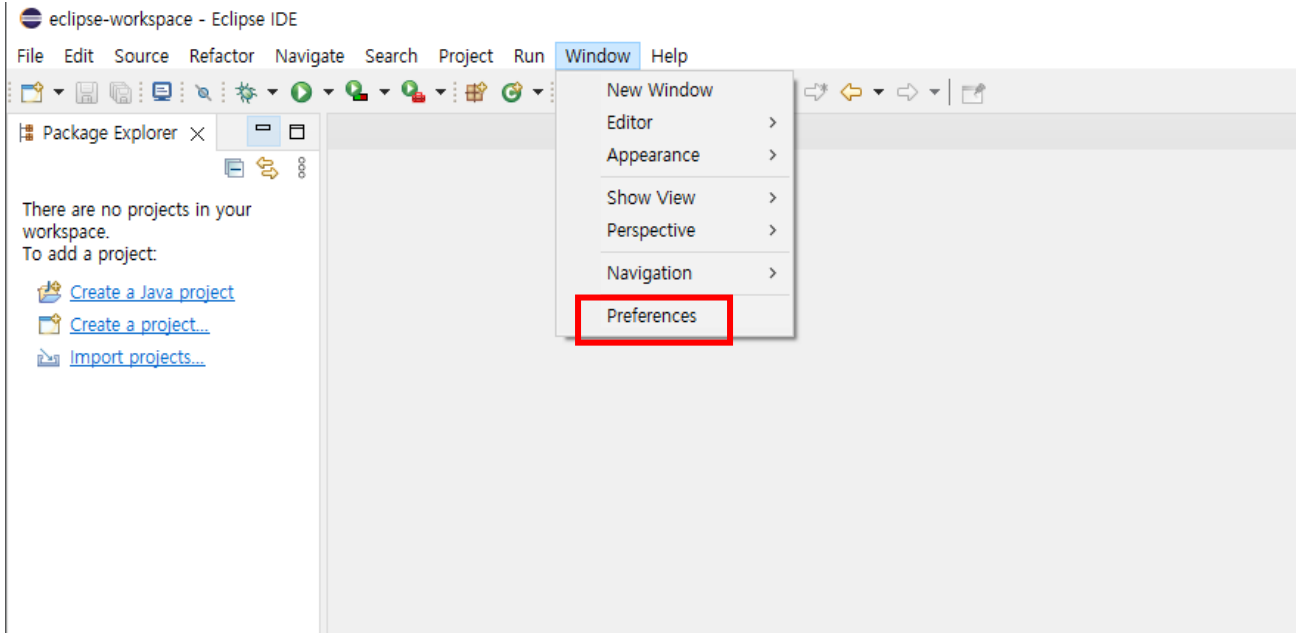 eclipse-workspace - Eclipse IDE
File Edit Source Refactor Navigate Search Project Run Window Help
New Window
Editor
Appearance
Show View
Perspective
Navigation
Preferences
Package Explorer
There are no projects in your
workspace.
To add a project:
Create a Java project
Create a project...
Import projects...